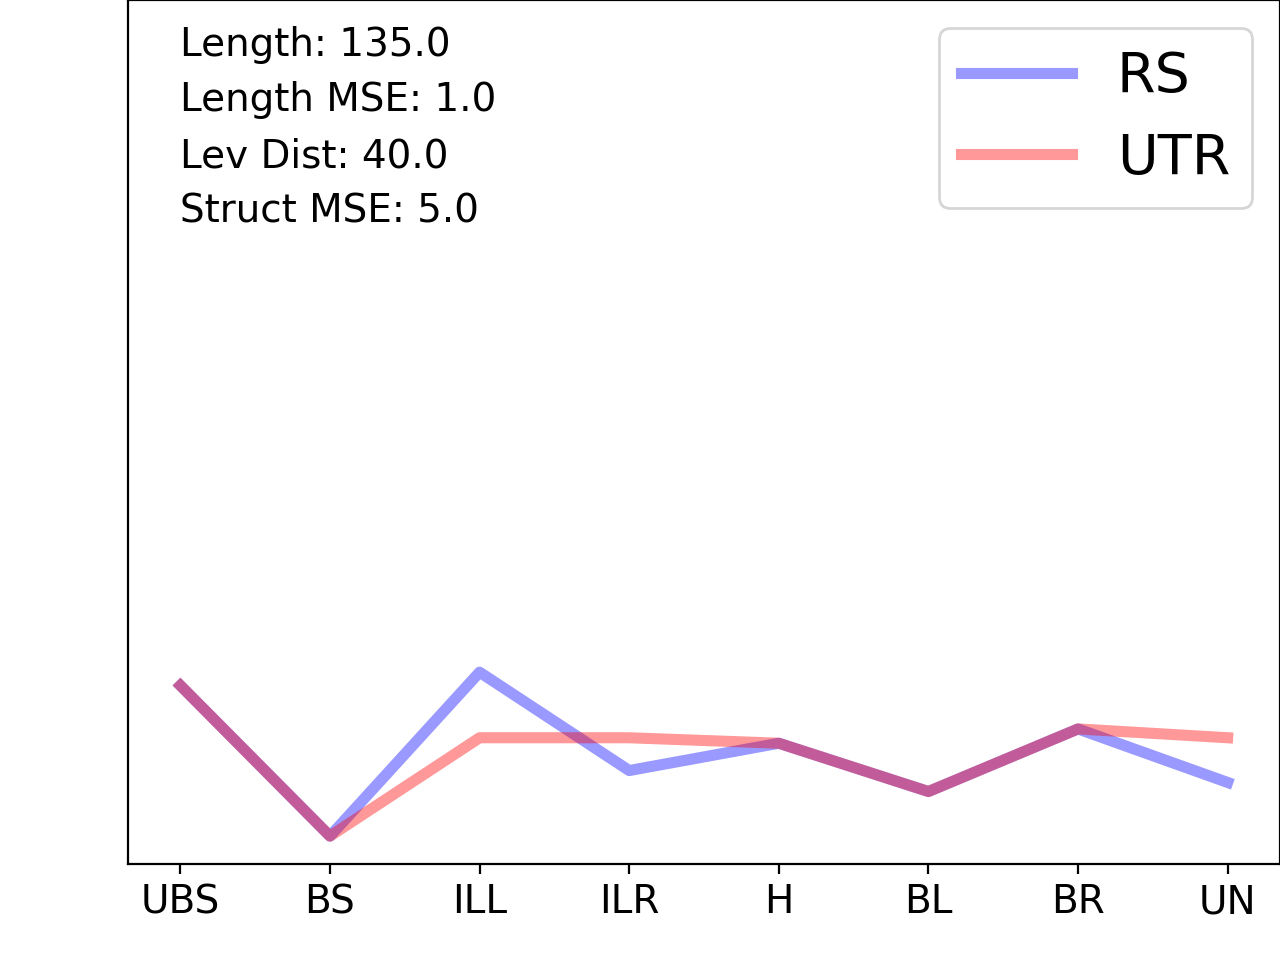 Length: 135.0
Length MSE: 1.0
Lev Dist: 40.0
Struct MSE: 5.0
RS
UTR
UBS BS ILL ILR H BL BR UN